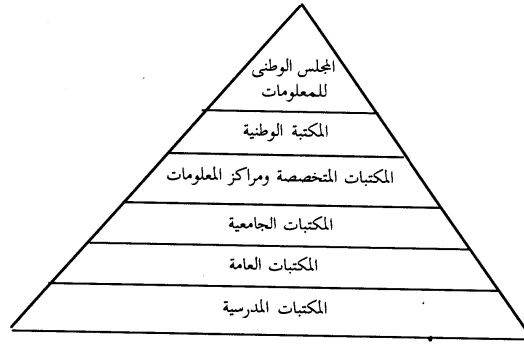 المجلس الوطنى
للمعلومات
المكتبة الوطنية
المكتبات المتخصصة ومراكز المعلومات
المكتبات الجامعية
المكتبات العامة
المكتبات المدرسية